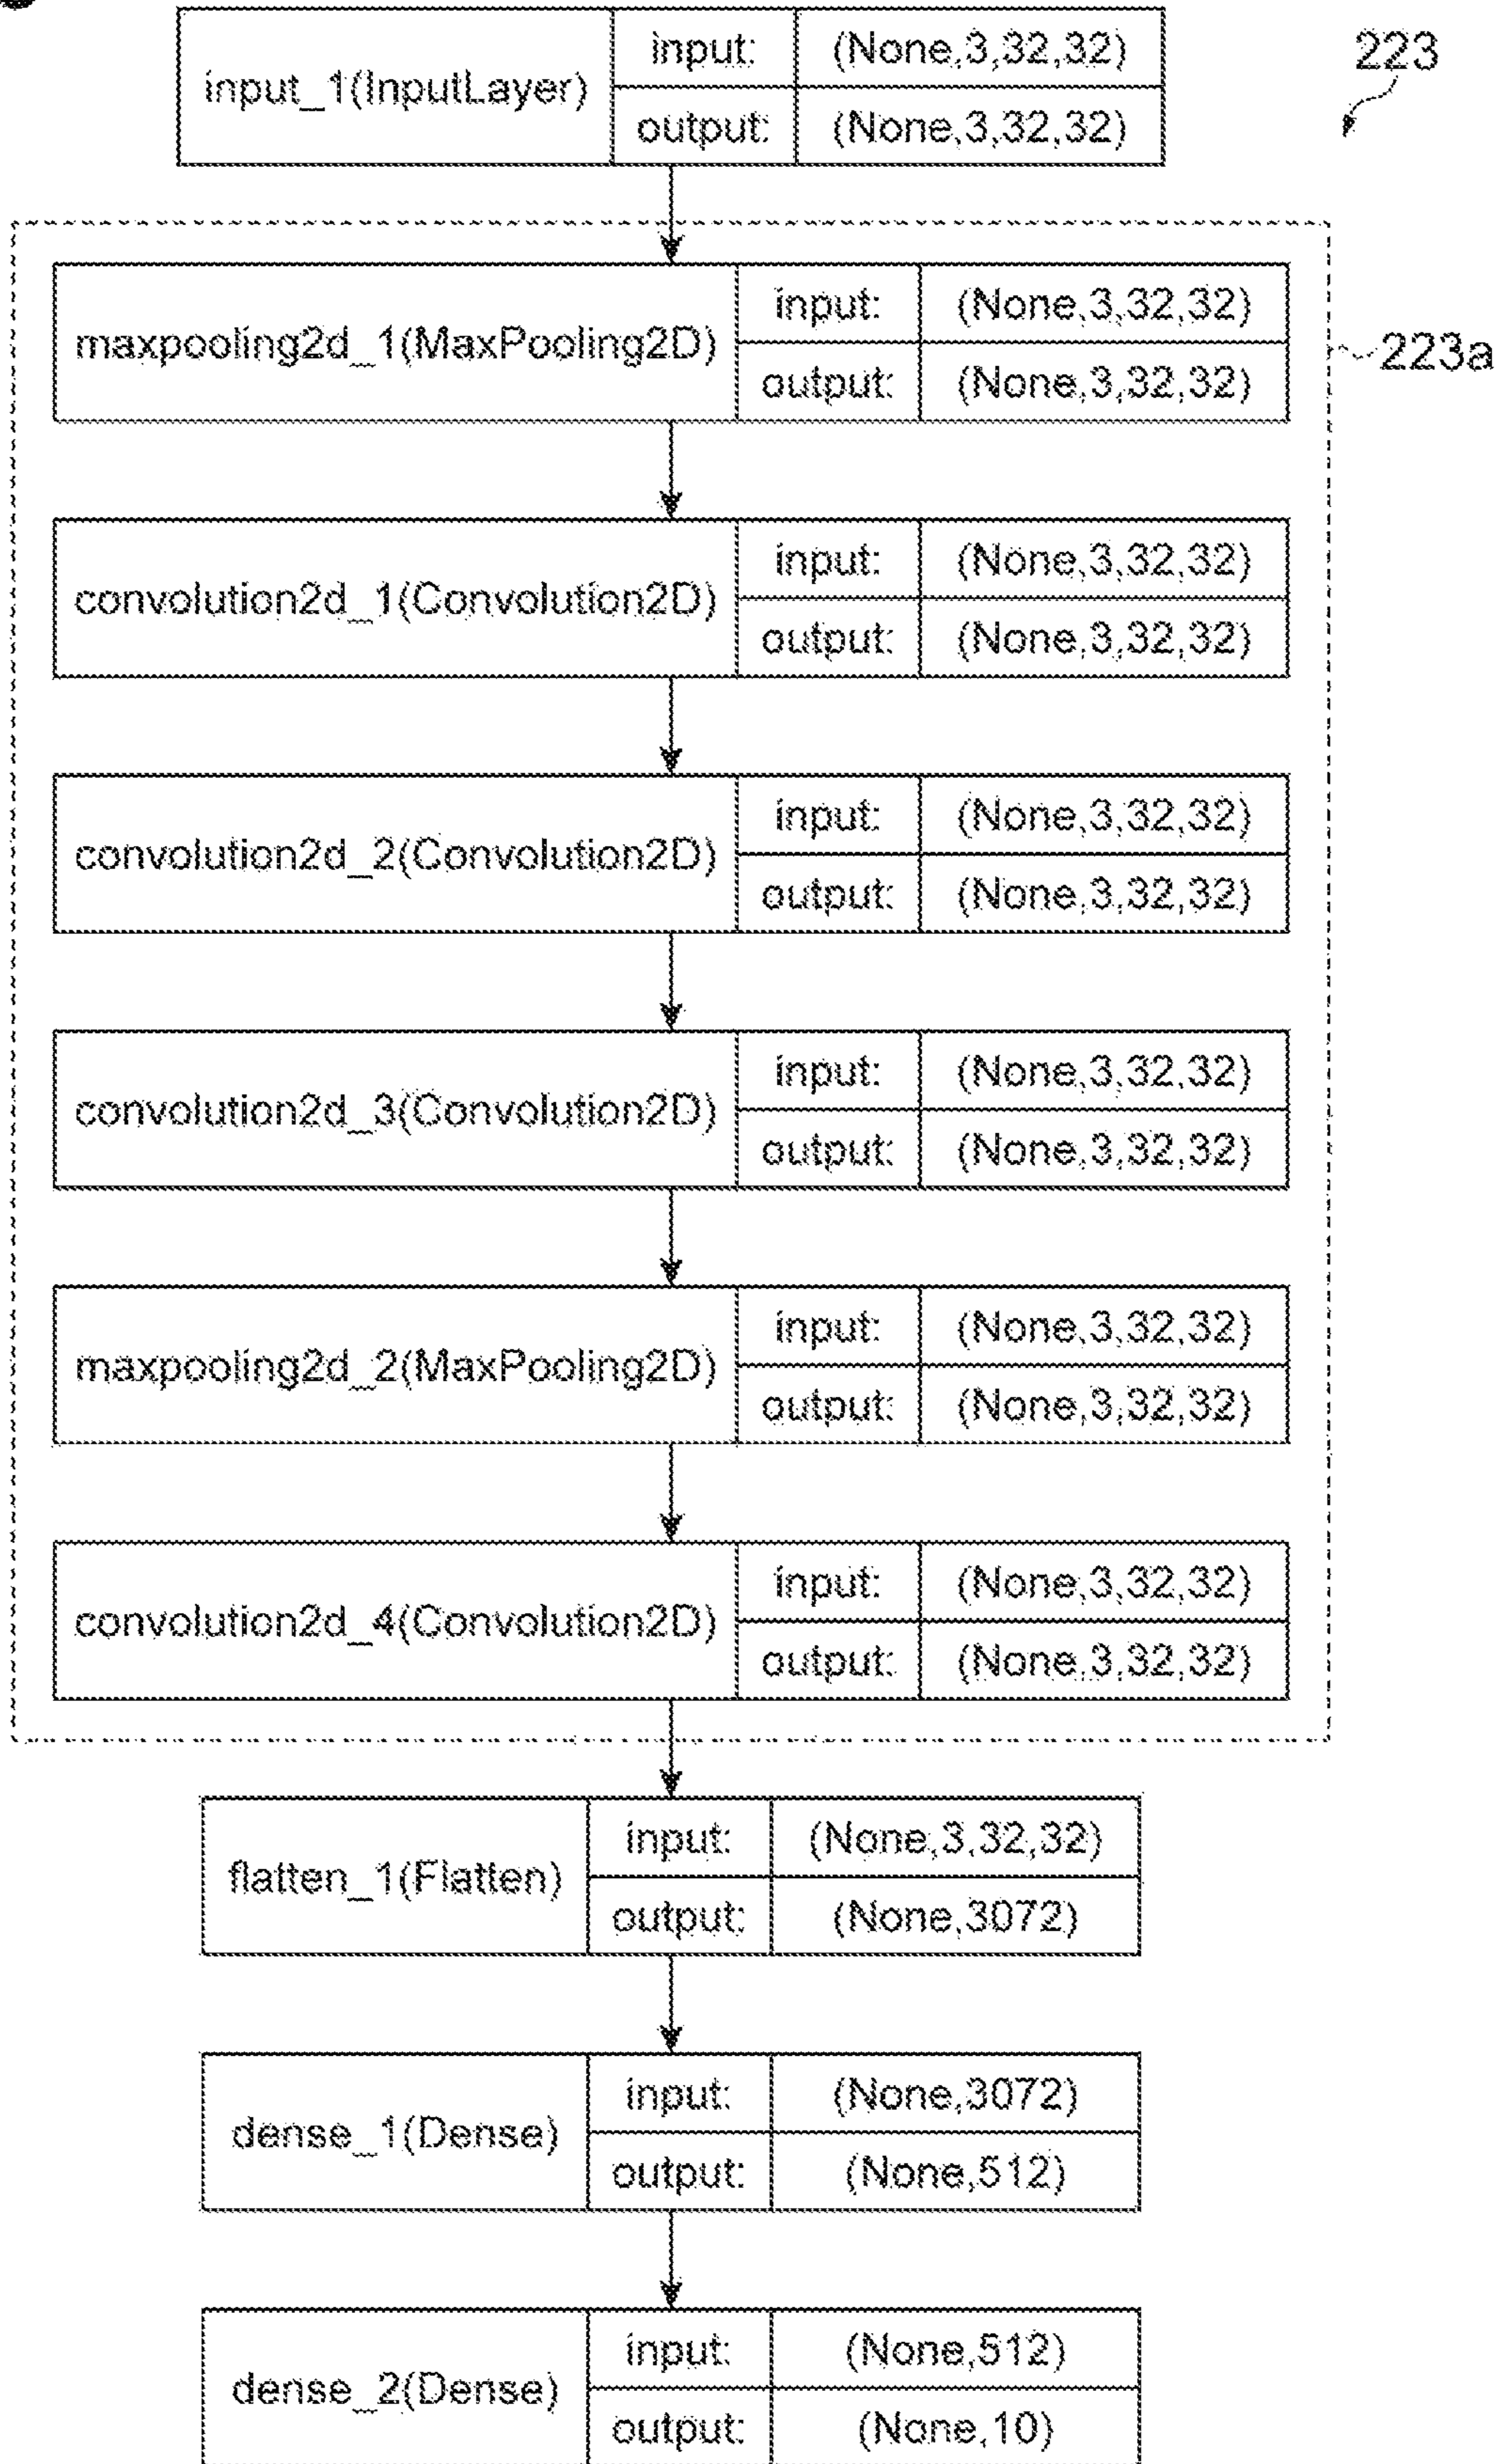 223
input_1(InputLayer)
input: (None,3,32,32)
output: (None,3,32,32)
223a
maxpooling2d_1(MaxPooling2D)
input: (None,3,32,32)
output: (None,3,32,32)
convolution2d_1(Convolution2D)
input: (None,3,32,32)
output: (None,3,32,32)
convolution2d_2(Convolution2D)
input: (None,3,32,32)
output: (None,3,32,32)
convolution2d_3(Convolution2D)
input: (None,3,32,32)
output: (None,3,32,32)
maxpooling2d_2(MaxPooling2D)
input: (None,3,32,32)
output: (None,3,32,32)
convolution2d_4(Convolution2D)
input: (None,3,32,32)
output: (None,3,32,32)
flatten_1(Flatten)
input: (None,3,32,32)
output: (None,3072)
dense_1(Dense)
input: (None,3072)
output: (None,512)
dense_2(Dense)
input: (None,512)
output: (None,10)